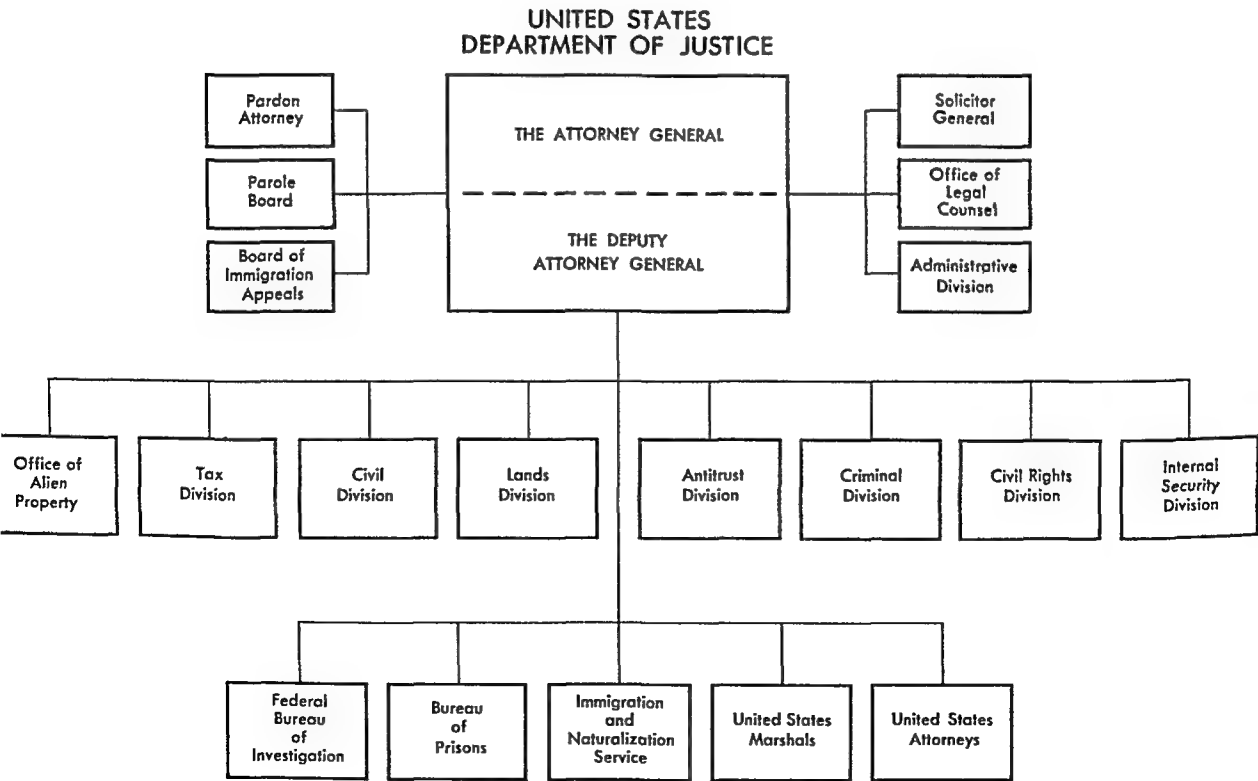 UNITED STATES
DEPARTMENT OF JUSTICE
Pardon
Attorney
Parole
Board
Board of
Immigration
Appeals
THE ATTORNEY GENERAL
THE DEPUTY
ATTORNEY GENERAL
Solicitor
General
Office of
Legal
Counsel
Administrative
Division
Office of
Alien
Property
Tax
Division
Civil
Division
Lands
Division
Antitrust
Division
Criminal
Division
Civil Rights
Division
Internal
Security
Division
Federal
Bureau
of
Investigation
Bureau
of
Prisons
Immigration
and
Naturalization
Service
United States
Marshals
United States
Attorneys